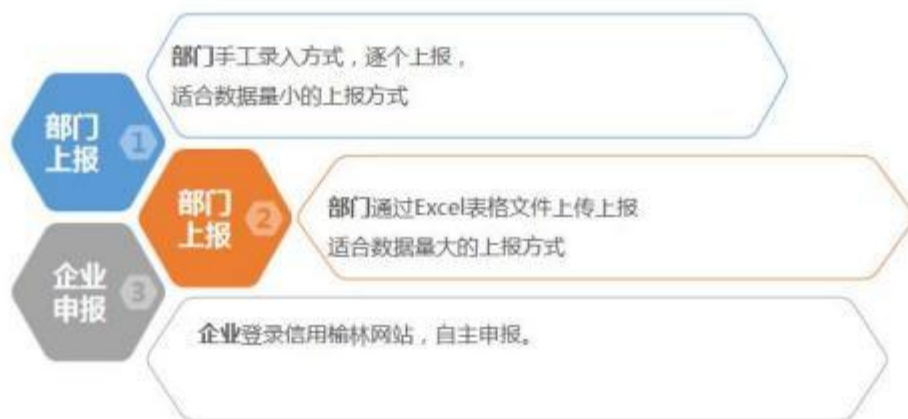 部门手工录入方式，逐个上报，
适合数据量小的上报方式
部门
上报
1
部门
上报
2
部门通过Excel表格文件上传上报
适合数据量大的上报方式
企业
申报
3
企业登录信用榆林网站，自主申报。